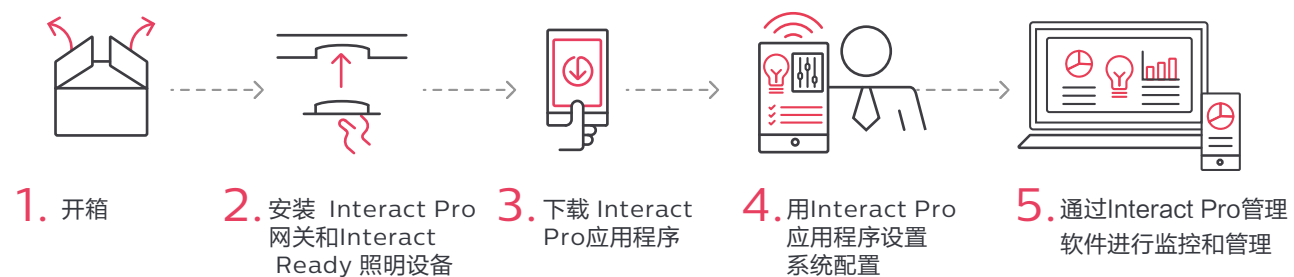 1. 开箱
2. 安装 Interact Pro
网关和Interact
Ready 照明设备
3. 下载 Interact
Pro应用程序
4. 用Interact Pro
应用程序设置
系统配置
5. 通过Interact Pro管理
软件进行监控和管理